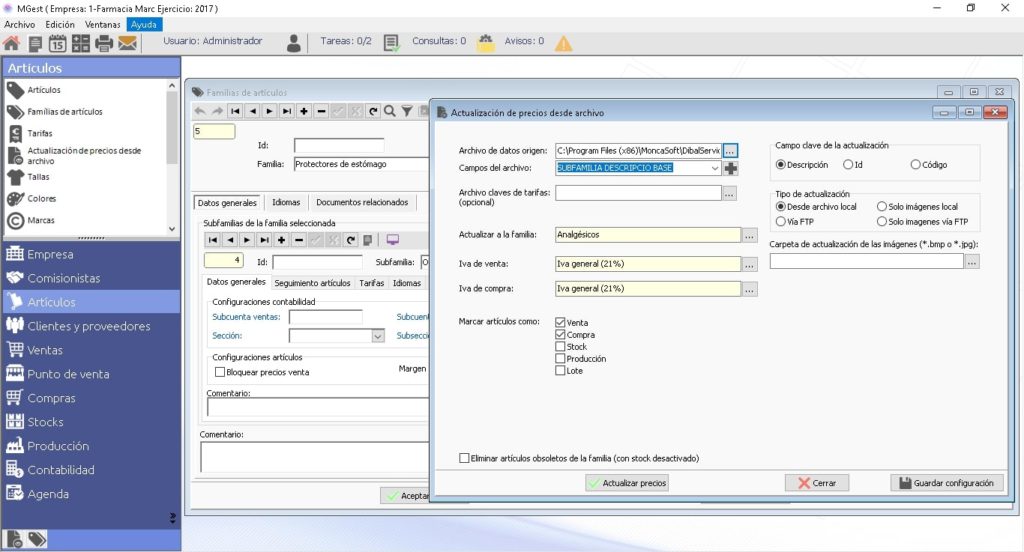 MGest ( Empresa: 1-Farmacia Marc Ejercicio: 2017 )
Archivo Edición Ventanas Ayuda
15 Usuario: Administrador Tareas: 0/2 Consultas: 0 Avisos: 0
Artículos
Artículos
Familias de artículos
Tarifas
Actualización de precios desde
archivo
Tallas
Colores
Marcas
Empresa
Comisionistas
Artículos
Clientes y proveedores
Ventas
Punto de venta
Compras
Stocks
Producción
Contabilidad
Agenda
Familias de artículos
5
Id:
Familia: Protectores de estómago
Datos generales Idiomas Documentos relacionados
Subfamilias de la familia seleccionada
4 Id: Subfamilia: O
Datos generales Seguimiento artículos Tarifas Idiomas
Configuraciones contabilidad
Subcuenta ventas: Subcuen
Sección: Subsecció
Configuraciones artículos
Bloquear precios venta Margen
Comentario:
Comentario:
Aceptar
Actualización de precios desde archivo
Archivo de datos origen: C:\Program Files (x86)\MoncaSoft\DibalServic ...
Campos del archivo: SUBFAMILIA DESCRIPCIO BASE
Archivo claves de tarifas: ...
(opcional)
Actualizar a la familia: Analgésicos ...
Iva de venta: Iva general (21%) ...
Iva de compra: Iva general (21%) ...
Marcar artículos como: Venta
Compra
Stock
Producción
Lote
Campo clave de la actualización
Descripción Id Código
Tipo de actualización
Desde archivo local Solo imágenes local
Vía FTP Solo imagenes vía FTP
Carpeta de actualización de las imágenes (*.bmp o *.jpg):
...
Eliminar artículos obsoletos de la familia (con stock desactivado)
Actualizar precios Cerrar Guardar configuración